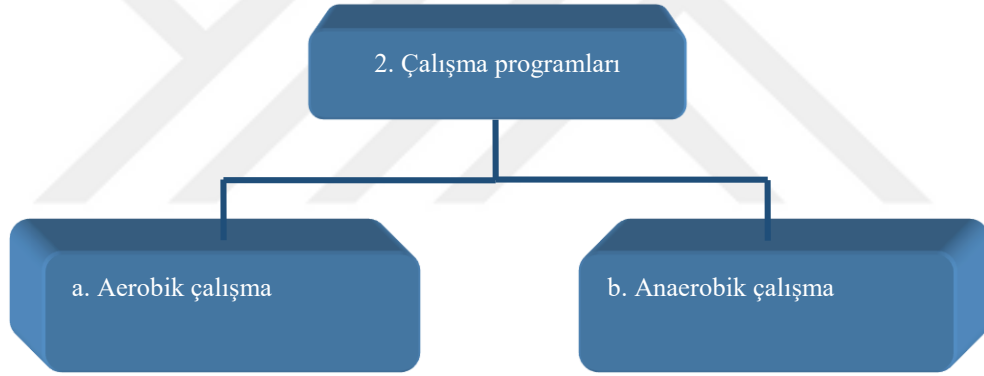 2. Çalışma programları
a. Aerobik çalışma
b. Anaerobik çalışma